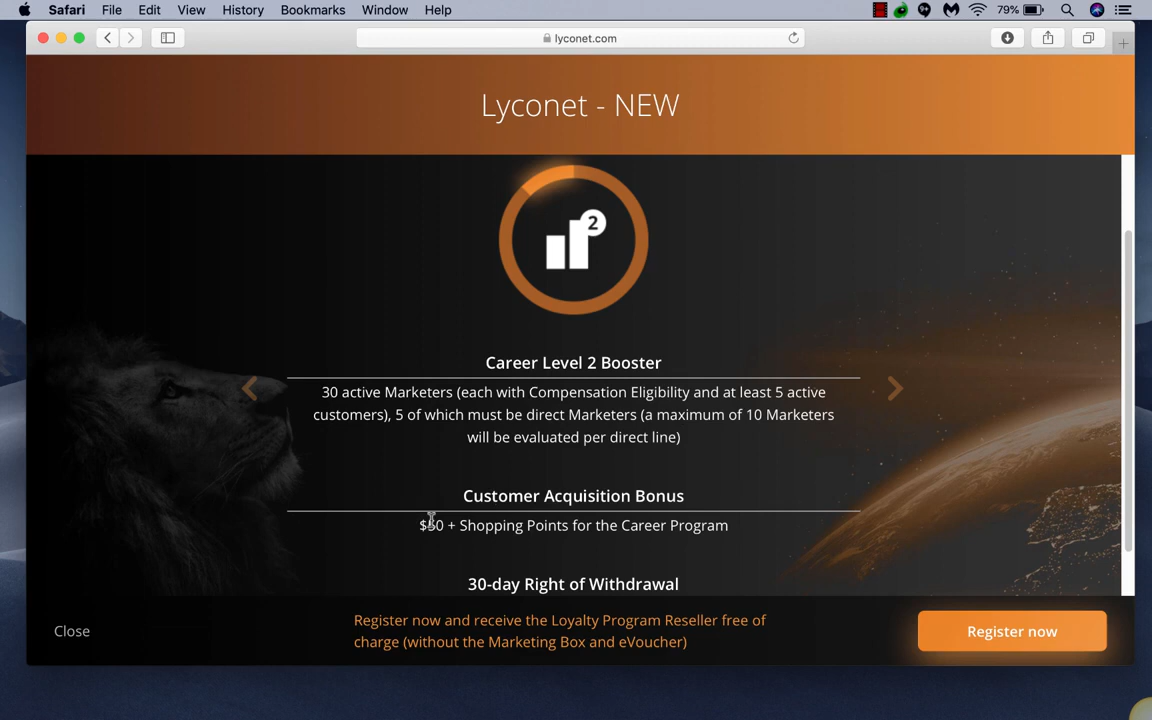 Safari File Edit View History Bookmarks Window Help 79%
lyconet.com
Lyconet - NEW
2
Career Level 2 Booster
30 active Marketers (each with Compensation Eligibility and at least 5 active
customers), 5 of which must be direct Marketers (a maximum of 10 Marketers
will be evaluated per direct line)
Customer Acquisition Bonus
+ Shopping Points for the Career Program
30-day Right of Withdrawal
Close
Register now and receive the Loyalty Program Reseller free of
charge (without the Marketing Box and eVoucher)
Register now